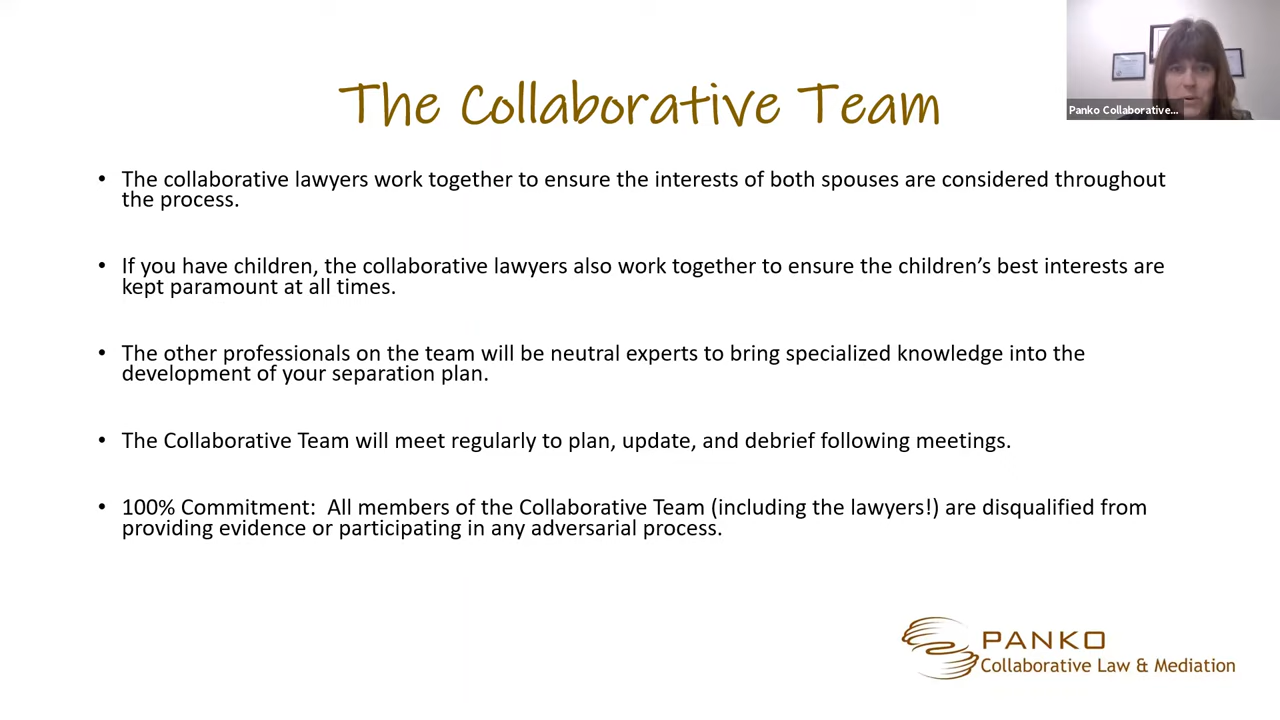 The Collaborative Team
Panko Collaborative...
• The collaborative lawyers work together to ensure the interests of both spouses are considered throughout
the process.
• If you have children, the collaborative lawyers also work together to ensure the children’s best interests are
kept paramount at all times.
• The other professionals on the team will be neutral experts to bring specialized knowledge into the
development of your separation plan.
• The Collaborative Team will meet regularly to plan, update, and debrief following meetings.
• 100% Commitment:  All members of the Collaborative Team (including the lawyers!) are disqualified from
providing evidence or participating in any adversarial process.
PANKO
Collaborative Law & Mediation